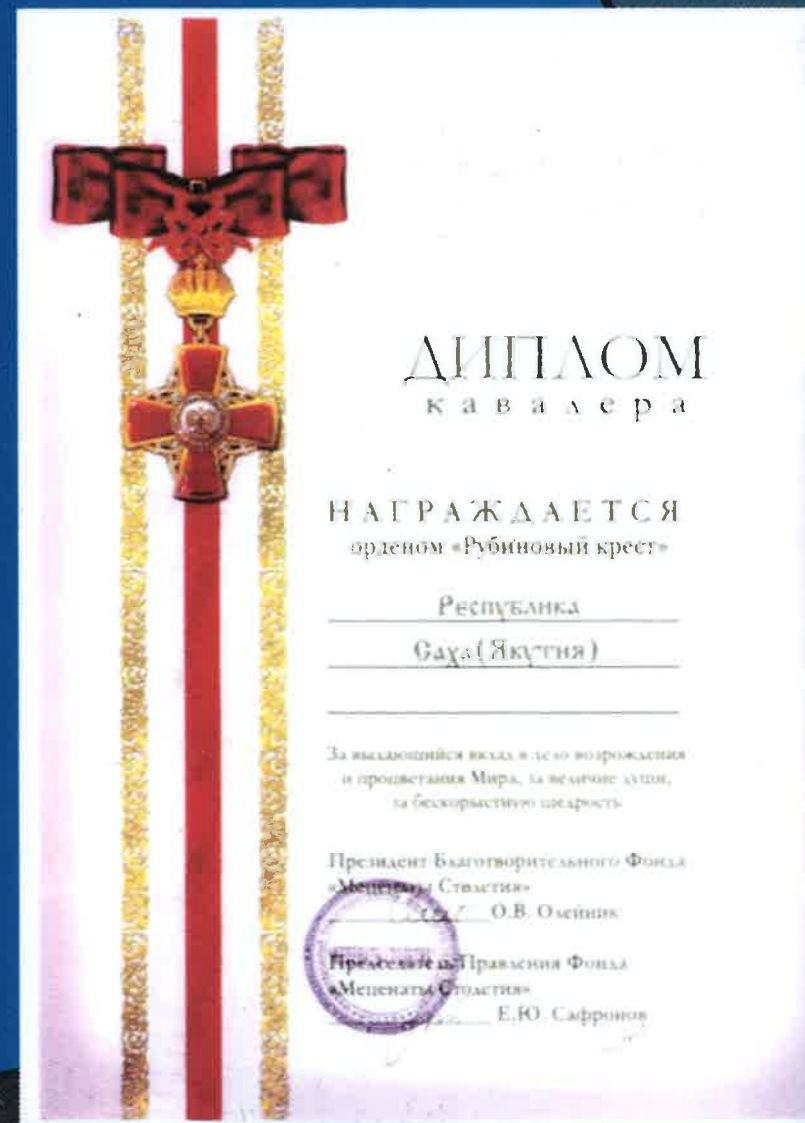 ДИПЛОМ
кавалера
НАГРАЖДАЕТСЯ
орденом «Рубиновый крест»
Республика
Саха (Якутия)
За выдающийся вклад в дело возрождения
и процветания Мира, за величие души,
за бескорыстную щедрость
Президент Благотворительного Фонда
«Меценаты Столетия»
О.В. Олейник
Председатель Правления Фонда
«Меценаты Столетия»
Е.Ю. Сафронов